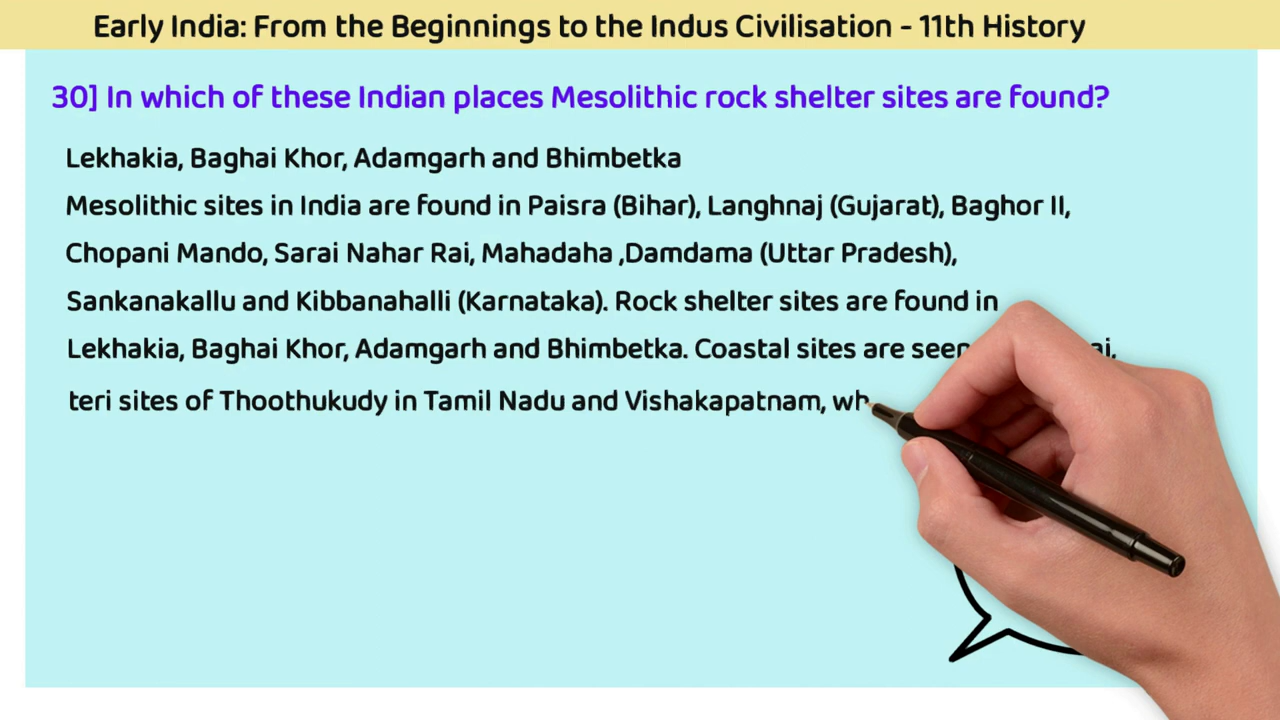 Early India: From the Beginnings to the Indus Civilisation - 11th History
30] In which of these Indian places Mesolithic rock shelter sites are found?
Lekhakia, Baghai Khor, Adamgarh and Bhimbetka
Mesolithic sites in India are found in Paisra (Bihar), Langhnaj (Gujarat), Baghor II,
Chopani Mando, Sarai Nahar Rai, Mahadaha ,Damdama (Uttar Pradesh),
Sankanakallu and Kibbanahalli (Karnataka). Rock shelter sites are found in
Lekhakia, Baghai Khor, Adamgarh and Bhimbetka. Coastal sites are seen
teri sites of Thoothukudy in Tamil Nadu and Vishakapatnam,